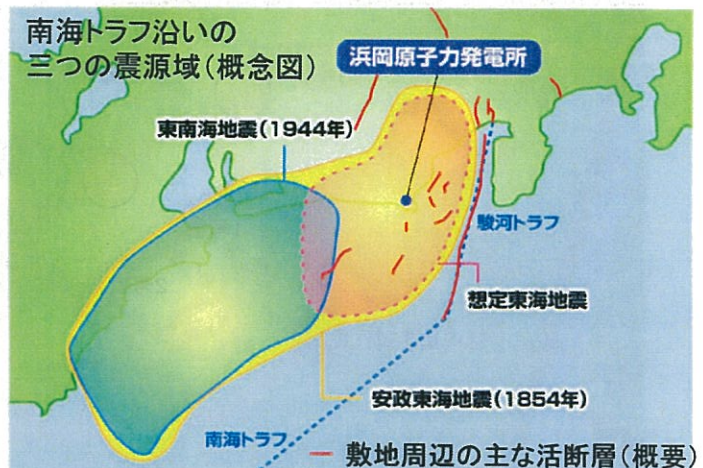 南海トラフ沿いの
三つの震源域(概念図)
浜岡原子力発電所
東南海地震(1944年)
駿河トラフ
想定東海地震
安政東海地震(1854年)
南海トラフ
敷地周辺の主な活断層(概要)